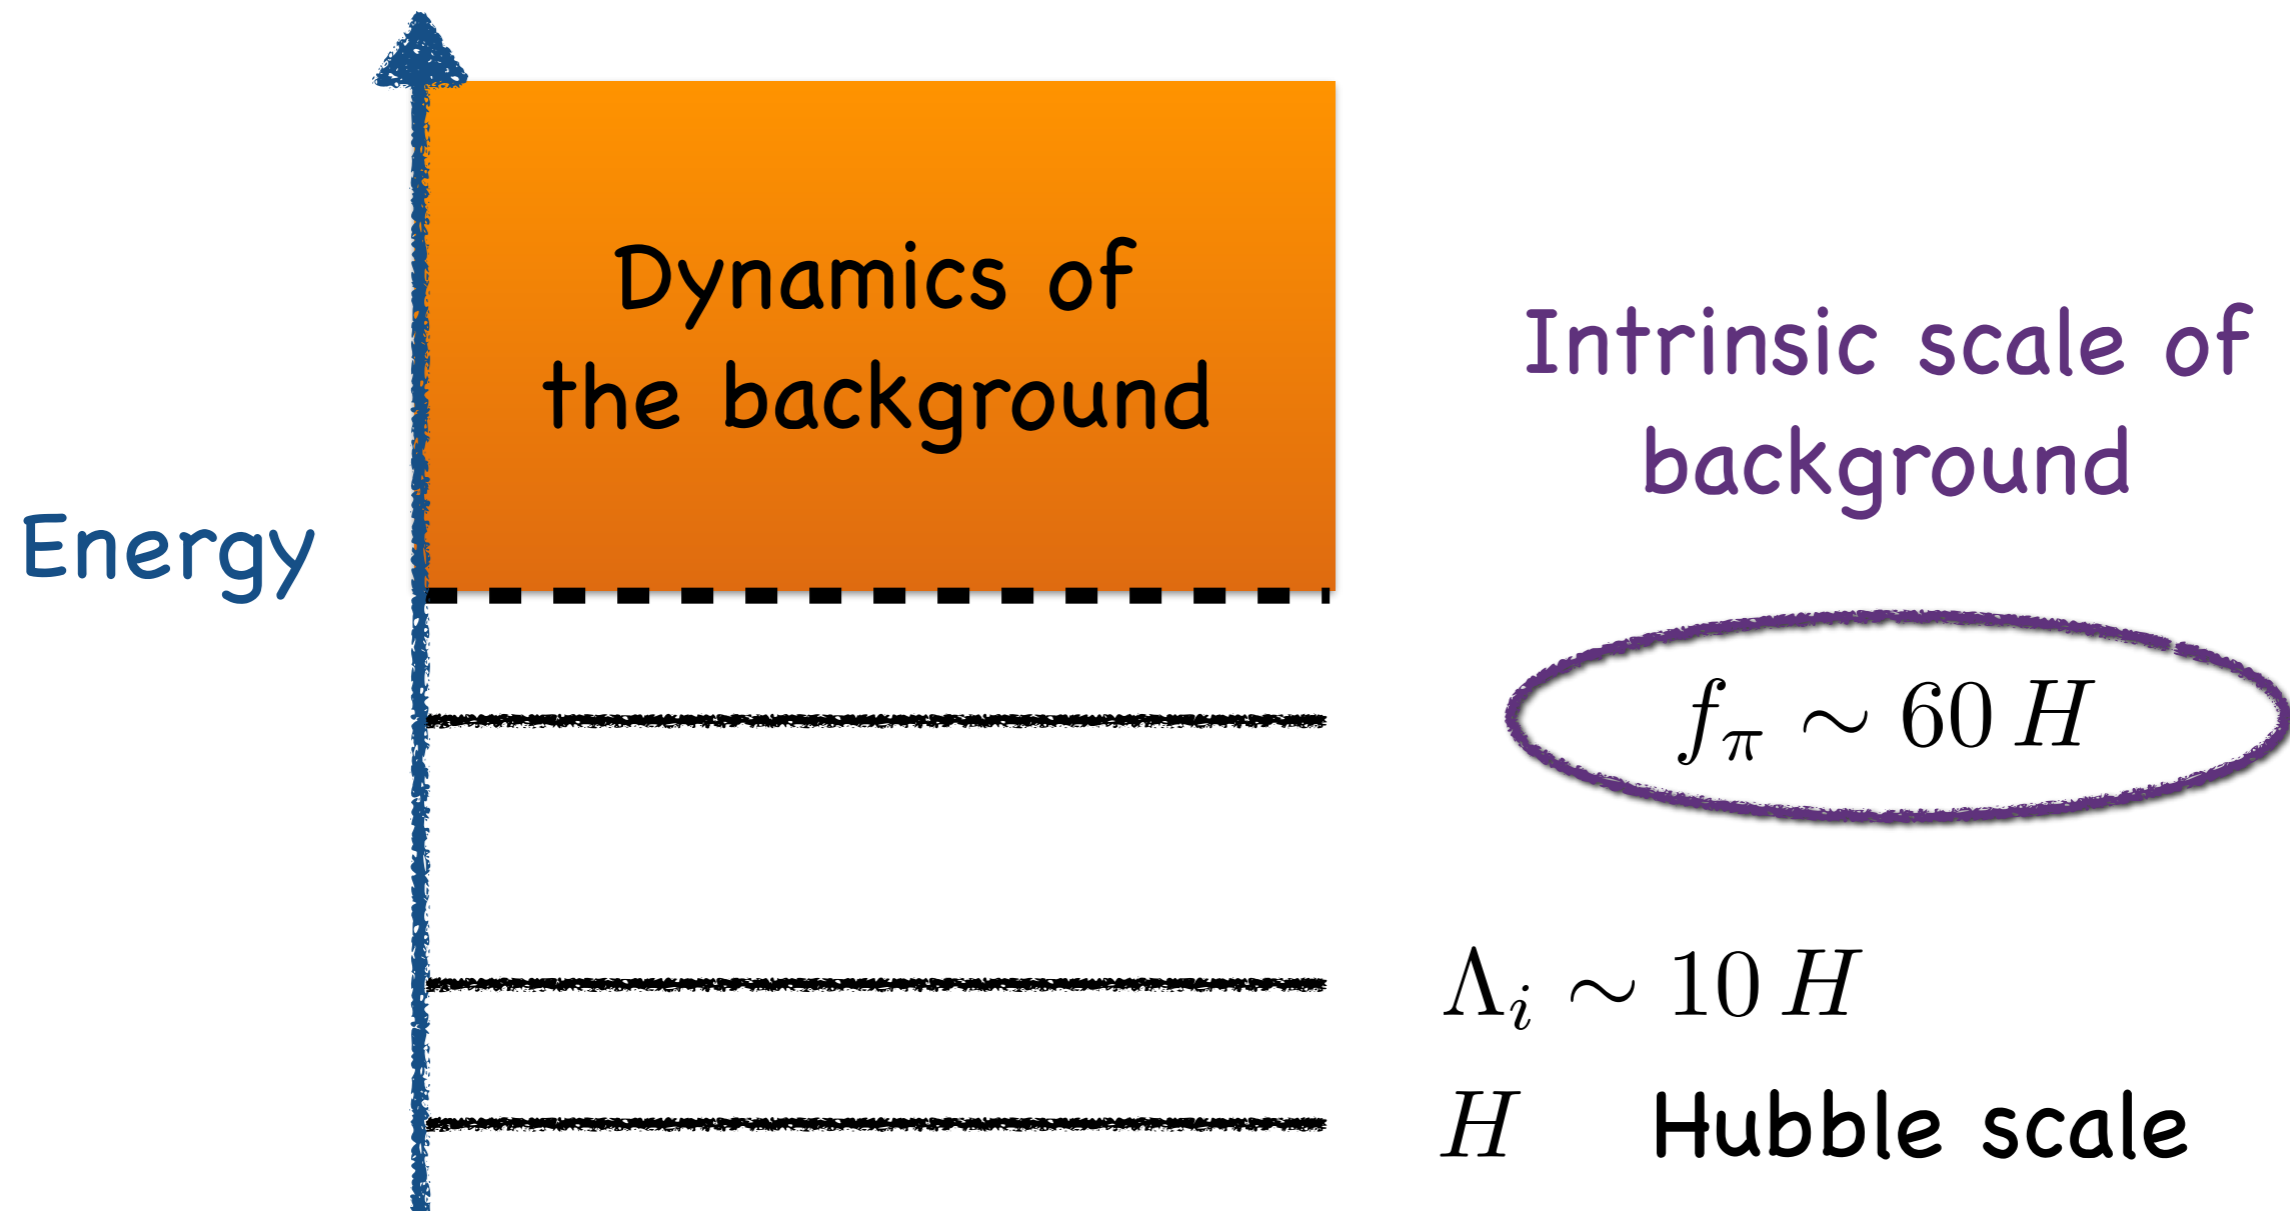 Dynamics of
the background
Intrinsic scale of
background
Energy
f_π ∼ 60 H
Λ_i ∼ 10 H
H Hubble scale